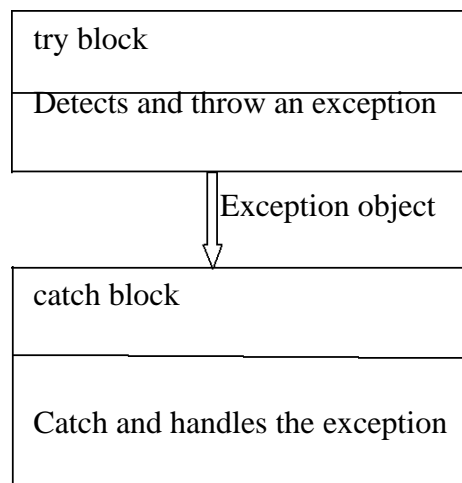 try block
Detects and throw an exception
Exception object
catch block
Catch and handles the exception